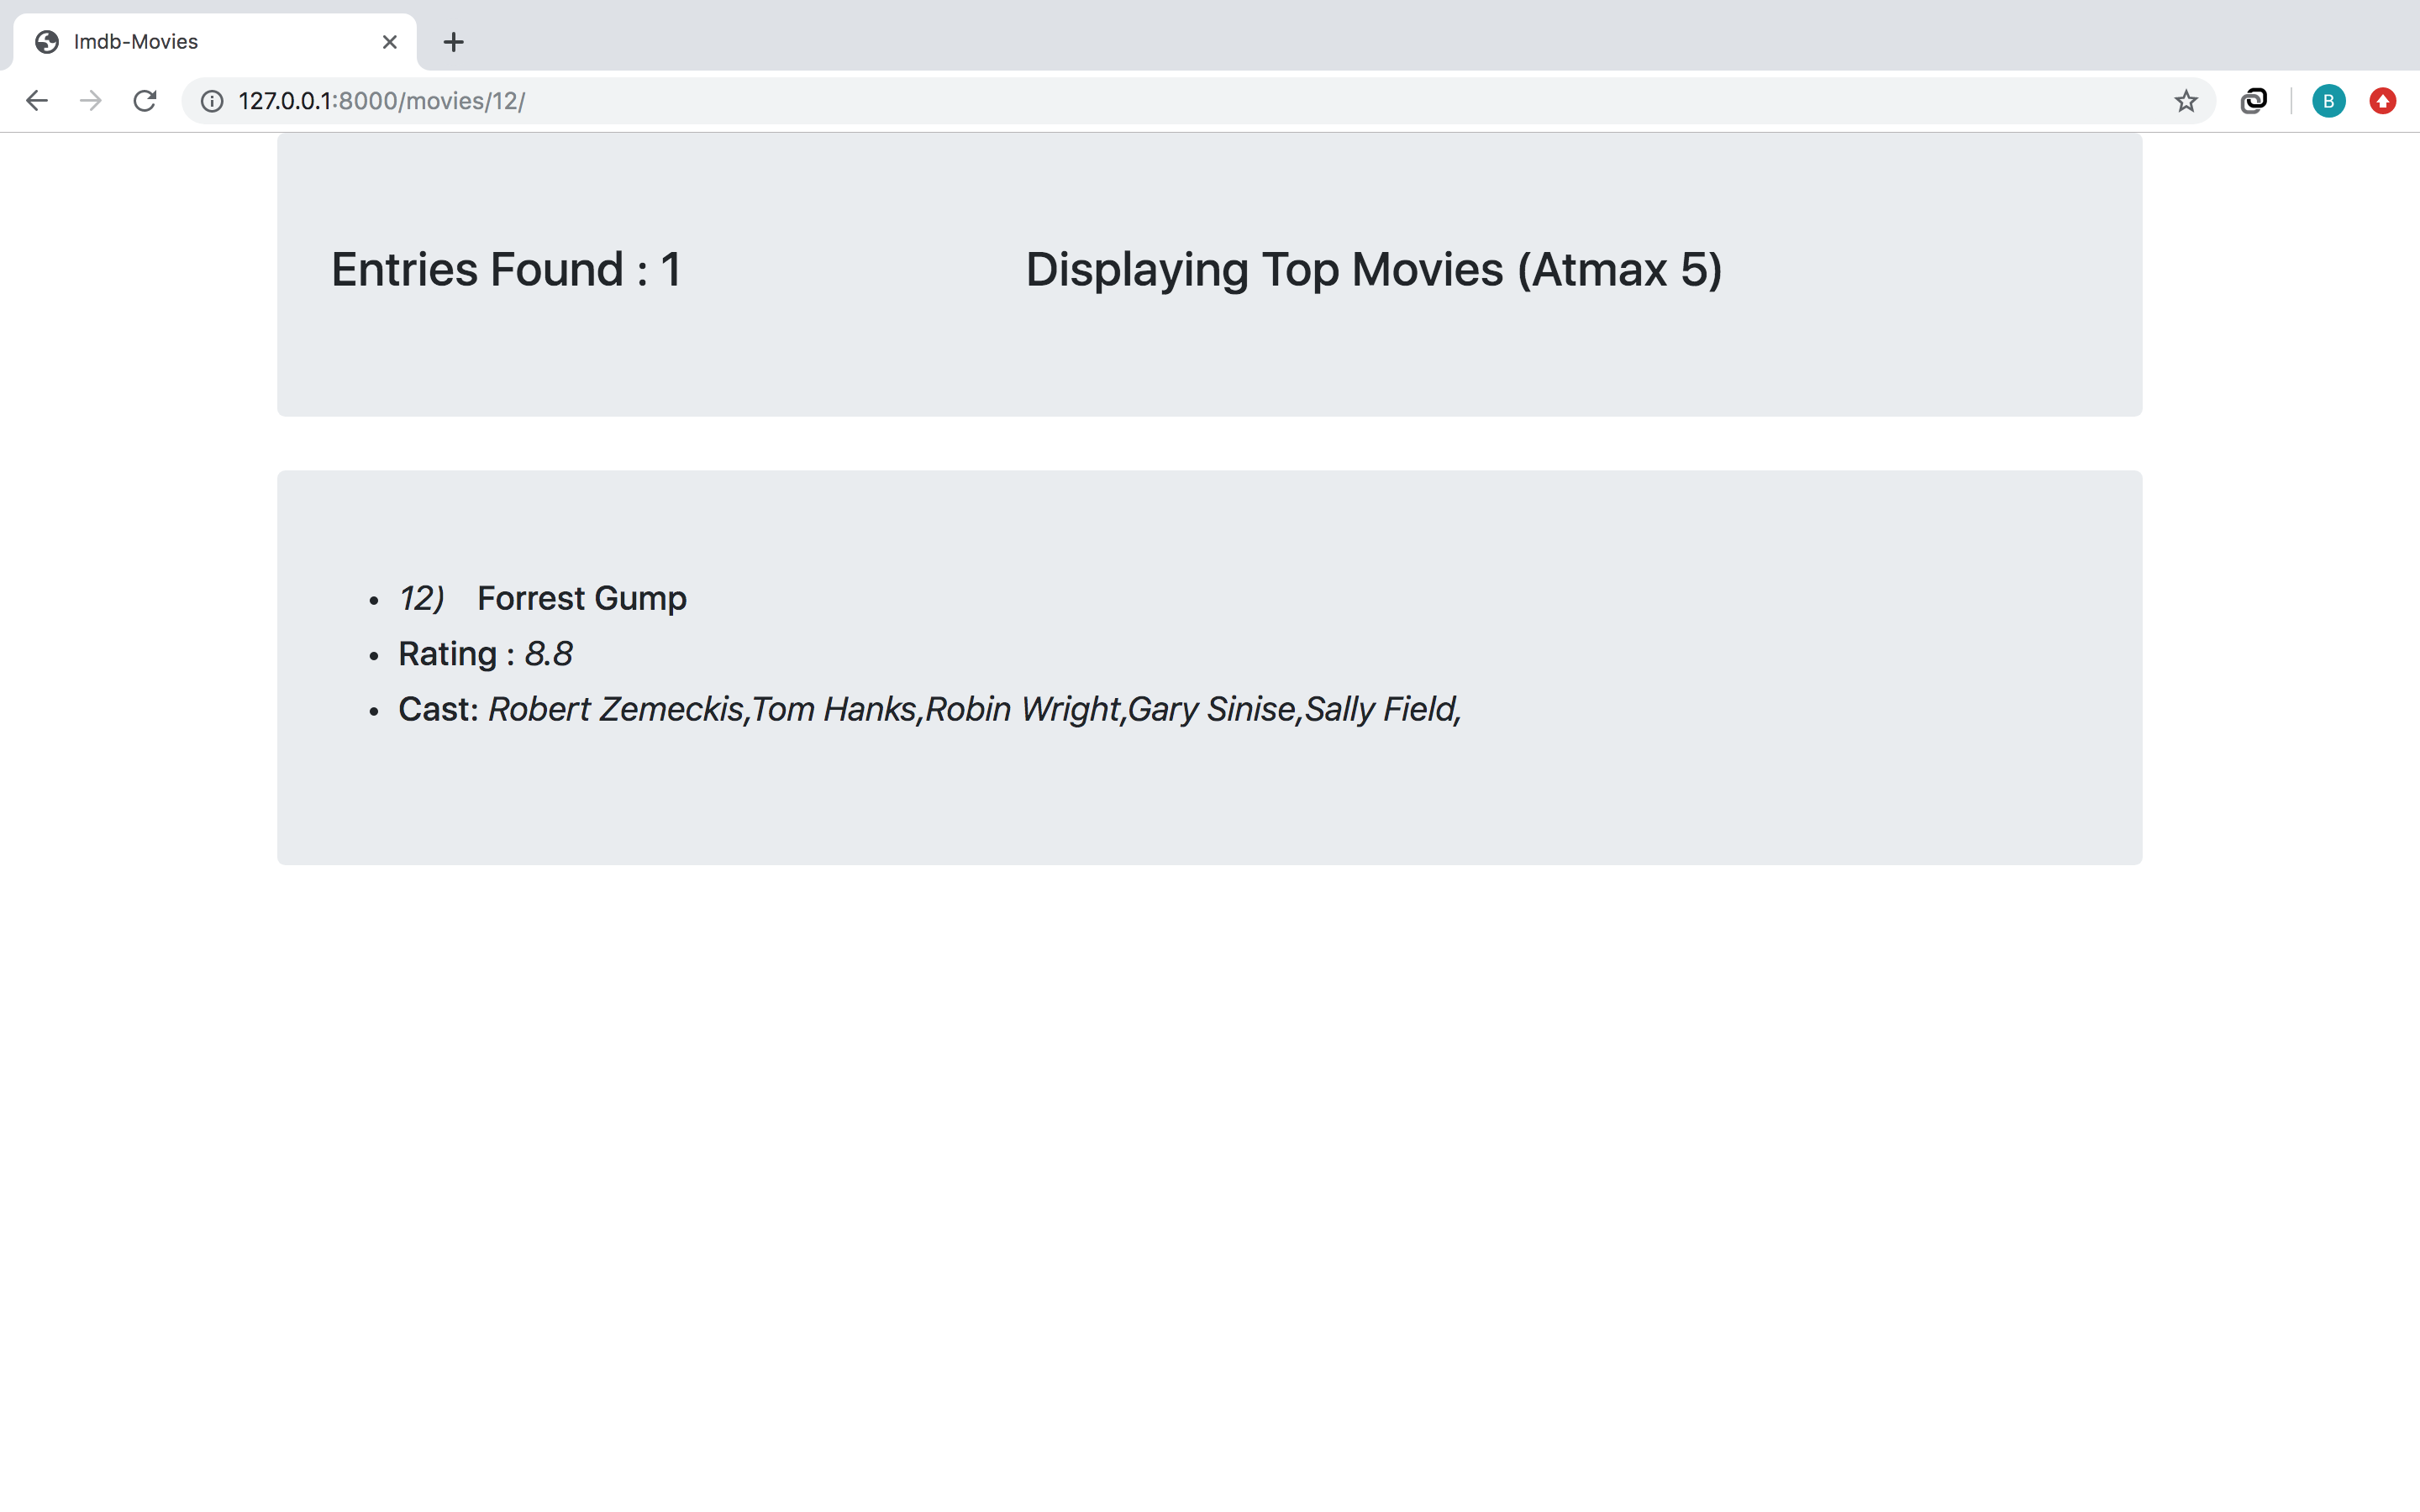 Imdb-Movies
127.0.0.1:8000/movies/12/
B
Entries Found : 1 Displaying Top Movies (Atmax 5)
• 12) Forrest Gump
• Rating : 8.8
• Cast: Robert Zemeckis,Tom Hanks,Robin Wright,Gary Sinise,Sally Field,